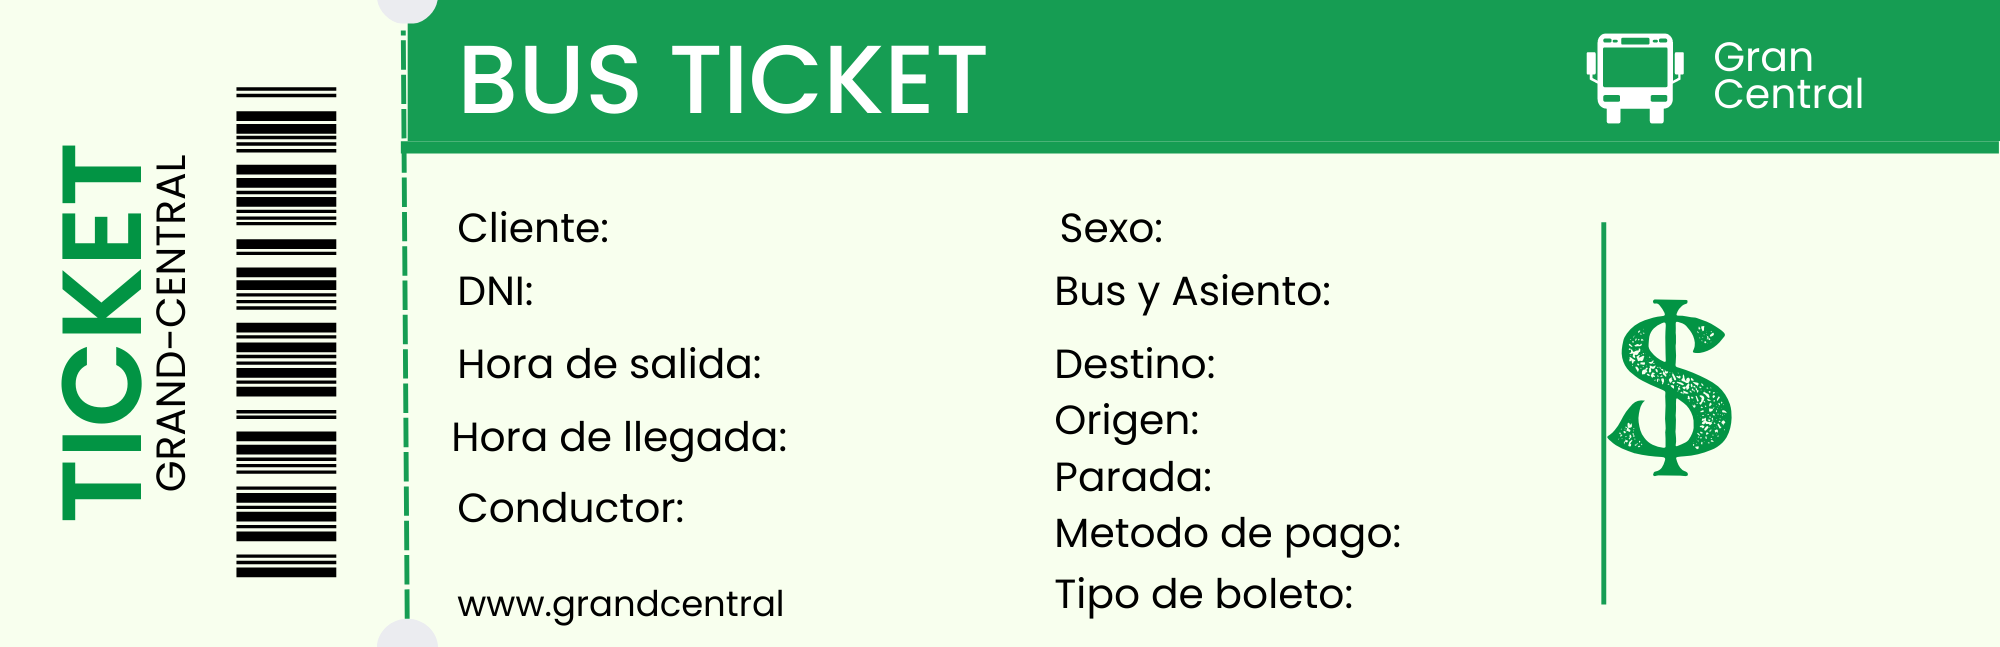 TICKET
GRAND-CENTRAL
BUS TICKET
Gran
Central
Cliente:
DNI:
Hora de salida:
Hora de llegada:
Conductor:
www.grandcentral
Sexo:
Bus y Asiento:
Destino:
Origen:
Parada:
Metodo de pago:
Tipo de boleto:
$